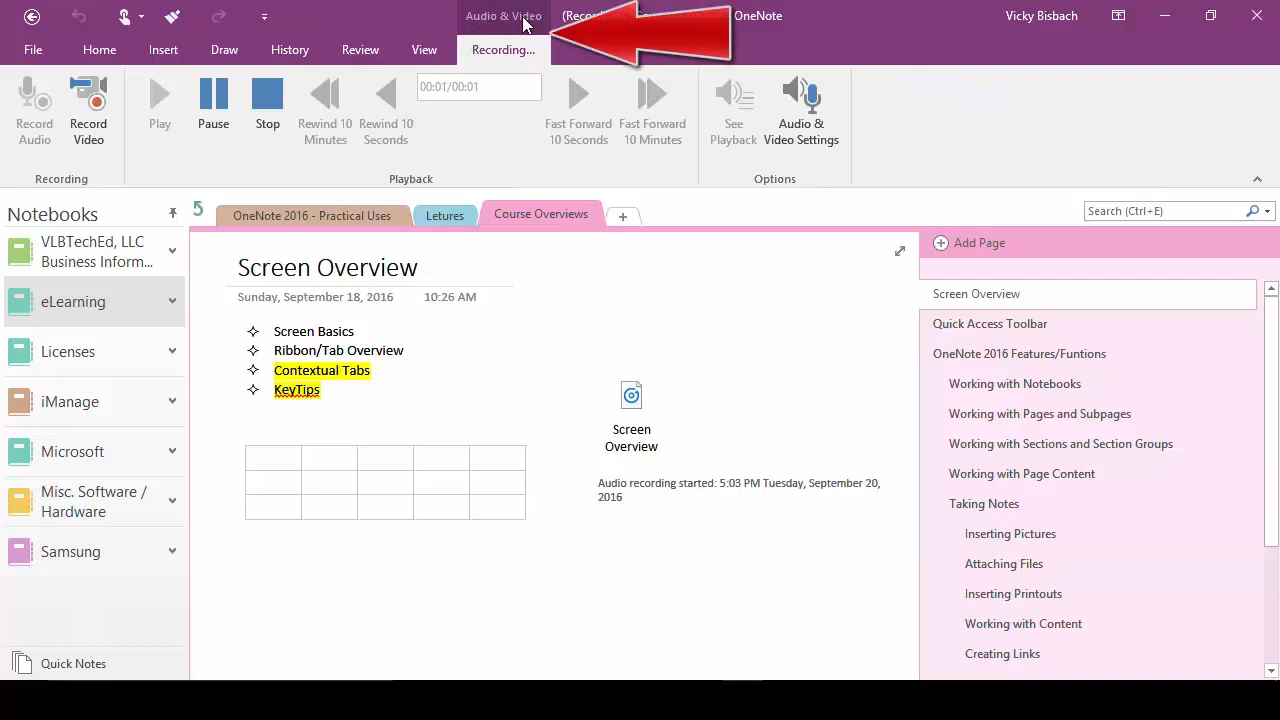 Audio & Video
OneNote
Vicky Bisbach
File
Home
Insert
Draw
History
Review
View
Recording...
00:01/00:01
Record
Audio
Record
Video
Play
Pause
Stop
Rewind 10
Minutes
Rewind 10
Seconds
Fast Forward
10 Seconds
Fast Forward
10 Minutes
See
Playback
Audio &
Video Settings
Recording
Playback
Options
Notebooks
OneNote 2016 - Practical Uses
Letures
Course Overviews
Search (Ctrl+E)
VLBTechEd, LLC
Business Inform...
eLearning
Licenses
iManage
Microsoft
Misc. Software /
Hardware
Samsung
Quick Notes
Screen Overview
Sunday, September 18, 2016 10:26 AM
Screen Basics
Ribbon/Tab Overview
Contextual Tabs
KeyTips
Screen
Overview
Audio recording started: 5:03 PM Tuesday, September 20,
2016
Add Page
Screen Overview
Quick Access Toolbar
OneNote 2016 Features/Funtions
Working with Notebooks
Working with Pages and Subpages
Working with Sections and Section Groups
Working with Page Content
Taking Notes
Inserting Pictures
Attaching Files
Inserting Printouts
Working with Content
Creating Links